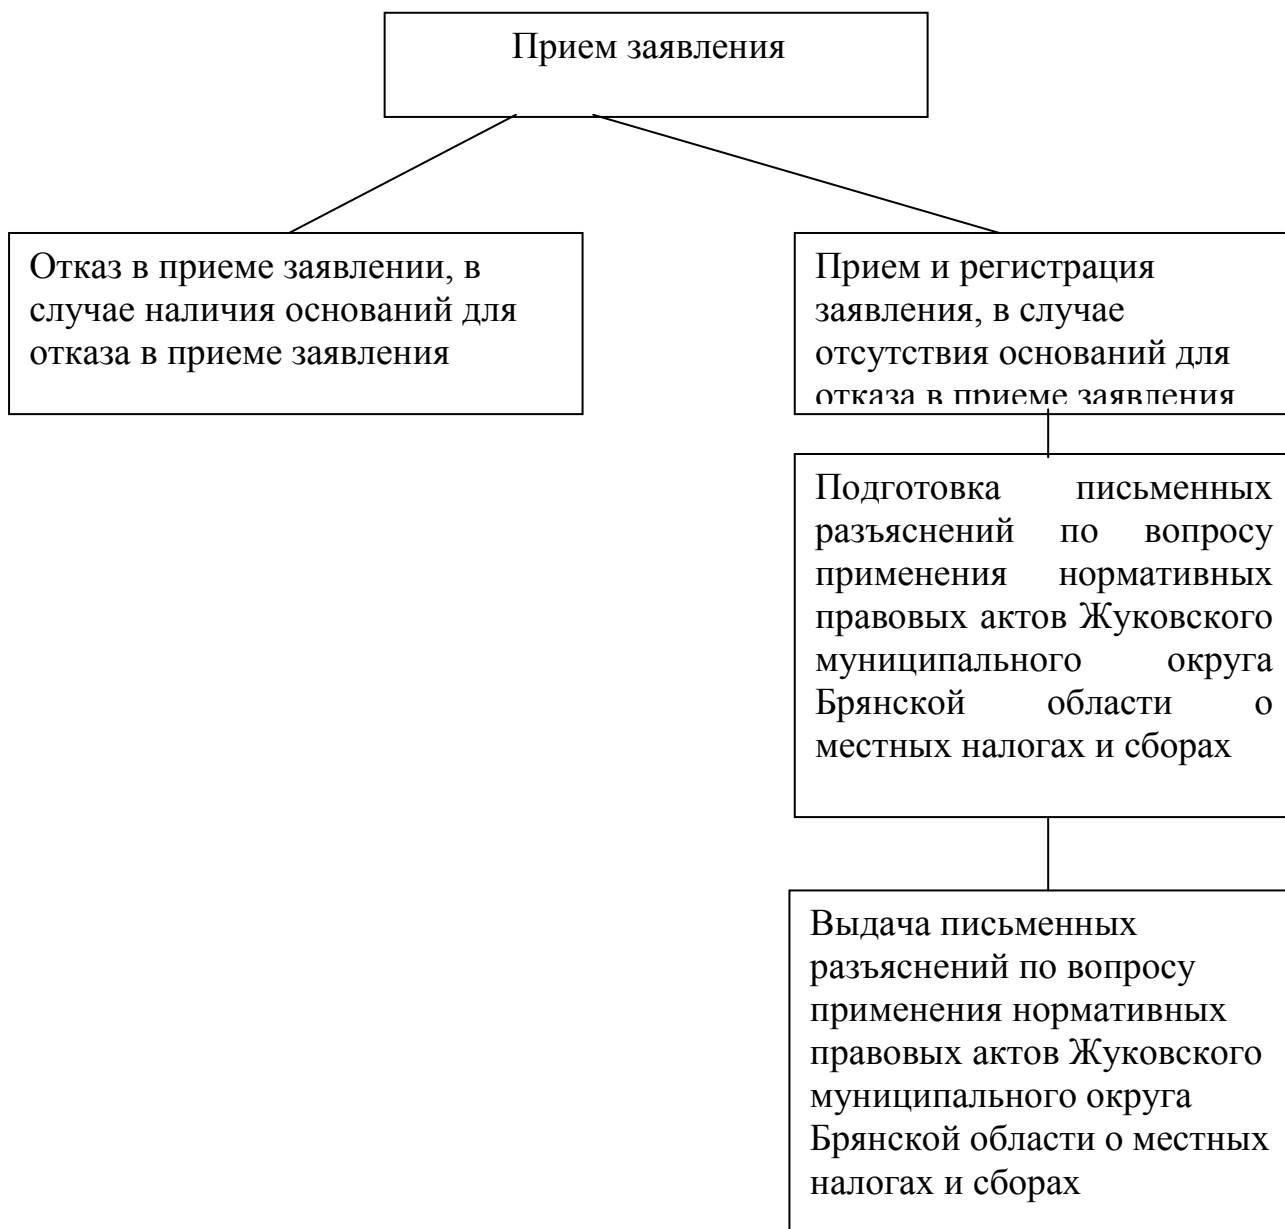 Прием заявления
Отказ в приеме заявлении, в
случае наличия оснований для
отказа в приеме заявления
Прием и регистрация
заявления, в случае
отсутствия оснований для
отказа в приеме заявления
Подготовка письменных
разъяснений по вопросу
применения нормативных
правовых актов Жуковского
муниципального округа
Брянской области о
местных налогах и сборах
Выдача письменных
разъяснений по вопросу
применения нормативных
правовых актов Жуковского
муниципального округа
Брянской области о местных
налогах и сборах